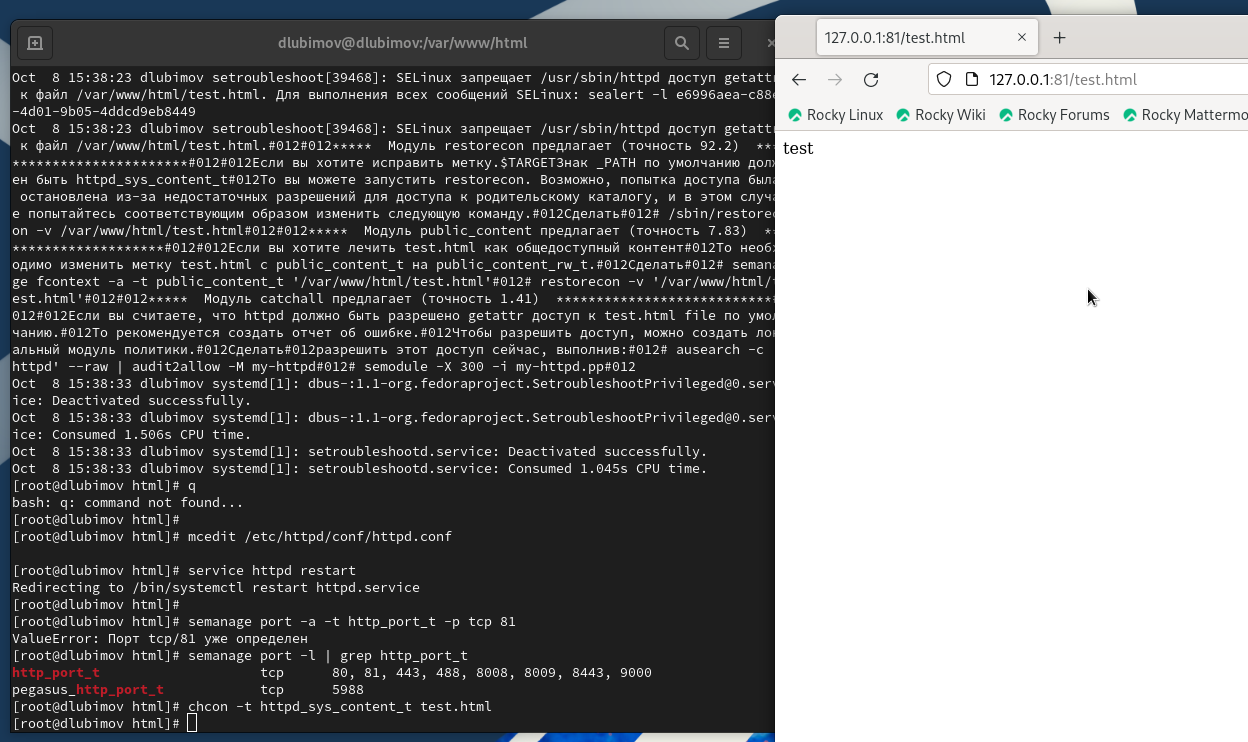 dlubimov@dlubimov:/var/www/html
Oct  8 15:38:23 dlubimov setroubleshoot[39468]: SELinux запрещает /usr/sbin/httpd доступ getattr
 к файл /var/www/html/test.html. Для выполнения всех сообщений SELinux: sealert -l e6996aea-c88e
-4d01-9b05-4ddcd9eb8449
Oct  8 15:38:23 dlubimov setroubleshoot[39468]: SELinux запрещает /usr/sbin/httpd доступ getattr
 к файл /var/www/html/test.html.#012#012*****  Модуль restorecon предлагает (точность 92.2)  **
**********************#012#012Если вы хотите исправить метку.$TARGETЗнак _PATH по умолчанию долж
ен быть httpd_sys_content_t#012То вы можете запустить restorecon. Возможно, попытка доступа была
 остановлена из-за недостаточных разрешений для доступа к родительскому каталогу, и в этом случа
е попытайтесь соответствующим образом изменить следующую команду.#012Сделать#012# /sbin/restorec
on -v /var/www/html/test.html#012#012*****  Модуль public_content предлагает (точность 7.83)  **
*******************#012#012Если вы хотите лечить test.html как общедоступный контент#012То необх
одимо изменить метку test.html с public_content_t на public_content_rw_t.#012Сделать#012# semana
ge fcontext -a -t public_content_t '/var/www/html/test.html'#012# restorecon -v '/var/www/html/t
est.html'#012#012*****  Модуль catchall предлагает (точность 1.41)  ***************************
012#012Если вы считаете, что httpd должно быть разрешено getattr доступ к test.html file по умол
чанию.#012То рекомендуется создать отчет об ошибке.#012Чтобы разрешить доступ, можно создать лок
альный модуль политики.#012Сделать#012разрешить этот доступ сейчас, выполнив:#012# ausearch -c
httpd' --raw | audit2allow -M my-httpd#012# semodule -X 300 -i my-httpd.pp#012
Oct  8 15:38:33 dlubimov systemd[1]: dbus-:1.1-org.fedoraproject.SetroubleshootPrivileged@0.serv
ice: Deactivated successfully.
Oct  8 15:38:33 dlubimov systemd[1]: dbus-:1.1-org.fedoraproject.SetroubleshootPrivileged@0.serv
ice: Consumed 1.506s CPU time.
Oct  8 15:38:33 dlubimov systemd[1]: setroubleshootd.service: Deactivated successfully.
Oct  8 15:38:33 dlubimov systemd[1]: setroubleshootd.service: Consumed 1.045s CPU time.
[root@dlubimov html]# q
bash: q: command not found...
[root@dlubimov html]#
[root@dlubimov html]# mcedit /etc/httpd/conf/httpd.conf
[root@dlubimov html]# service httpd restart
Redirecting to /bin/systemctl restart httpd.service
[root@dlubimov html]#
[root@dlubimov html]# semanage port -a -t http_port_t -p tcp 81
ValueError: Порт tcp/81 уже определен
[root@dlubimov html]# semanage port -l | grep http_port_t
http_port_t                    tcp      80, 81, 443, 488, 8008, 8009, 8443, 9000
pegasus_http_port_t            tcp      5988
[root@dlubimov html]# chcon -t httpd_sys_content_t test.html
[root@dlubimov html]#
127.0.0.1:81/test.html
127.0.0.1:81/test.html
Rocky Linux Rocky Wiki Rocky Forums Rocky Mattermo
test